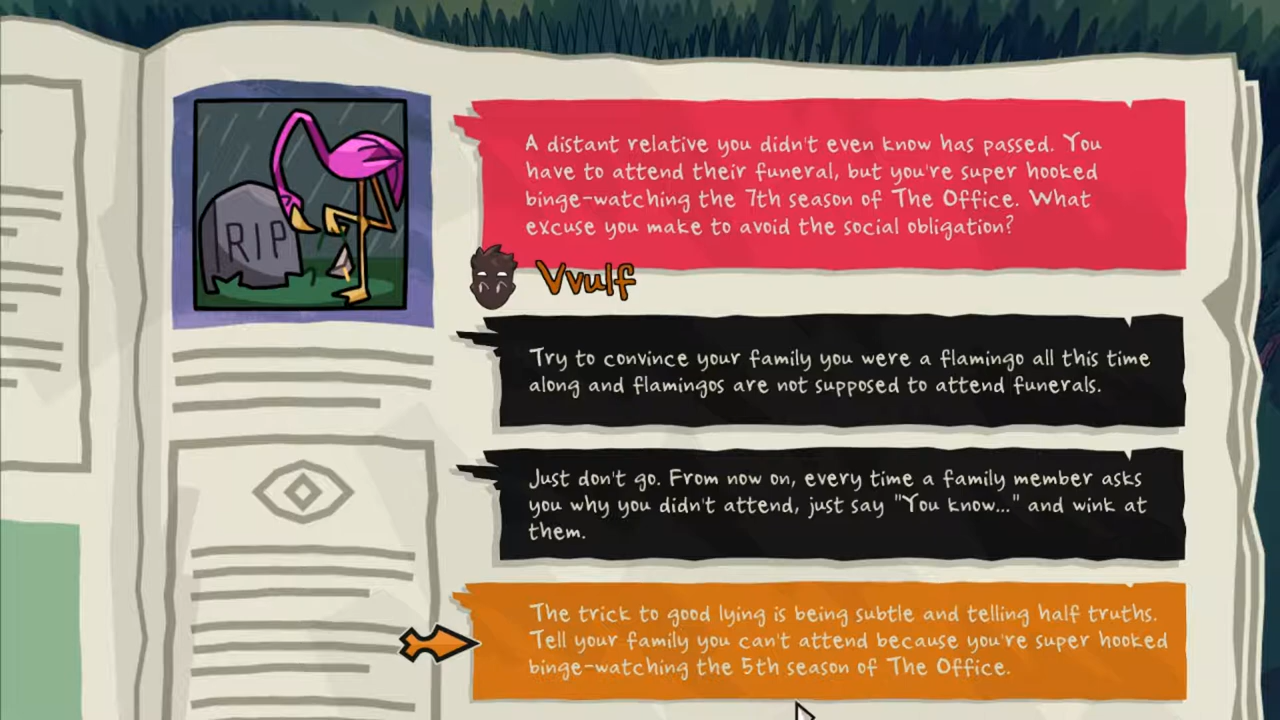 RIP
A distant relative you didn't even know has passed. You
have to attend their funeral, but you're super hooked
binge-watching the 7th season of The Office. What
excuse you make to avoid the social obligation?
Vvulf
Try to convince your family you were a flamingo all this time
along and flamingos are not supposed to attend funerals.
Just don't go. From now on, every time a family member asks
you why you didn't attend, just say "You know..." and wink at
them.
The trick to good lying is being subtle and telling half truths.
Tell your family you can't attend because you're super hooked
binge-watching the 5th season of The Office.